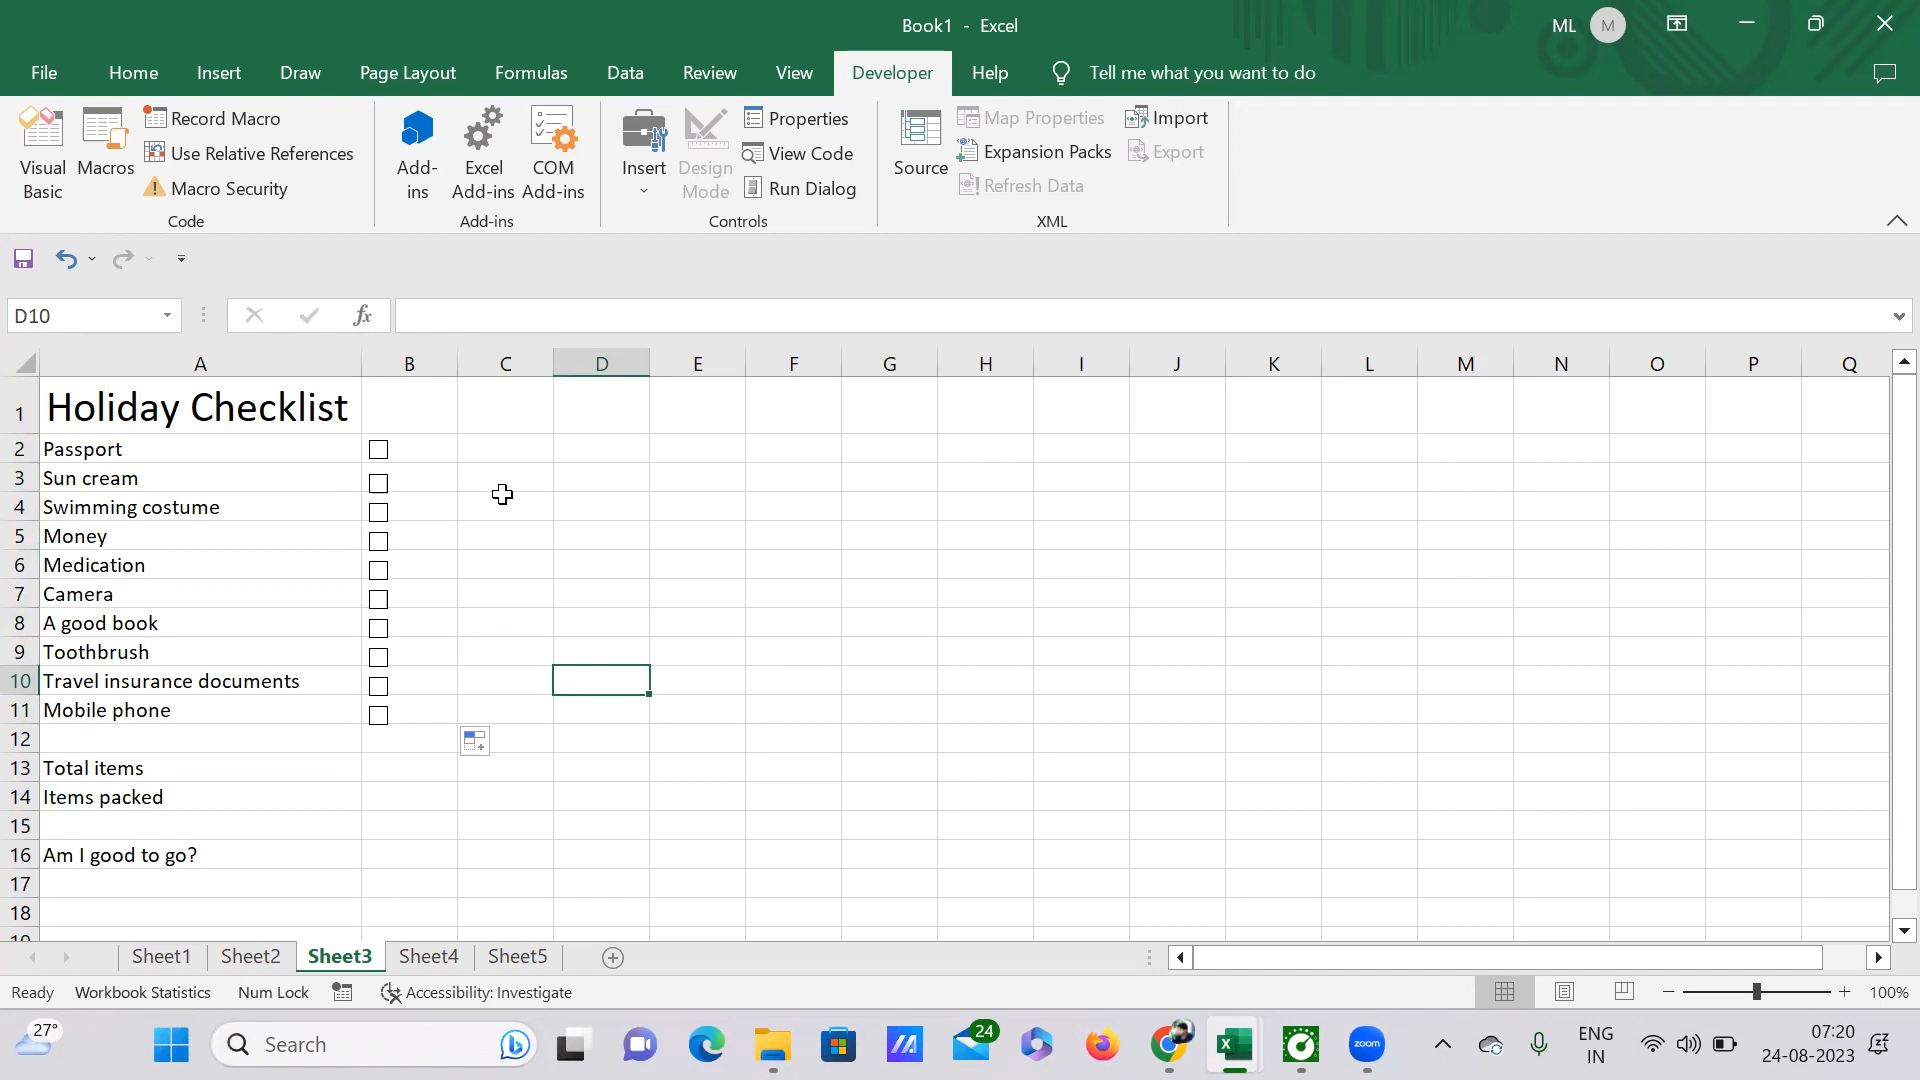 Book1 - Excel
ML M
File Home Insert Draw Page Layout Formulas Data Review View Developer Help Tell me what you want to do
Visual Basic
Macros
Record Macro
Use Relative References
Macro Security
Code
Add-ins
Excel Add-ins
COM Add-ins
Add-ins
Insert
Design Mode
Properties
View Code
Run Dialog
Controls
Source
Map Properties
Expansion Packs
Refresh Data
Import
Export
XML
D10
fx
A B C D E F G H I J K L M N O P Q
1 Holiday Checklist
2 Passport
3 Sun cream
4 Swimming costume
5 Money
6 Medication
7 Camera
8 A good book
9 Toothbrush
10 Travel insurance documents
11 Mobile phone
12
13 Total items
14 Items packed
15
16 Am I good to go?
17
18
19
Sheet1 Sheet2 Sheet3 Sheet4 Sheet5
Ready Workbook Statistics Num Lock Accessibility: Investigate 100%
27° Search 24 zoom ENG IN 07:20 24-08-2023